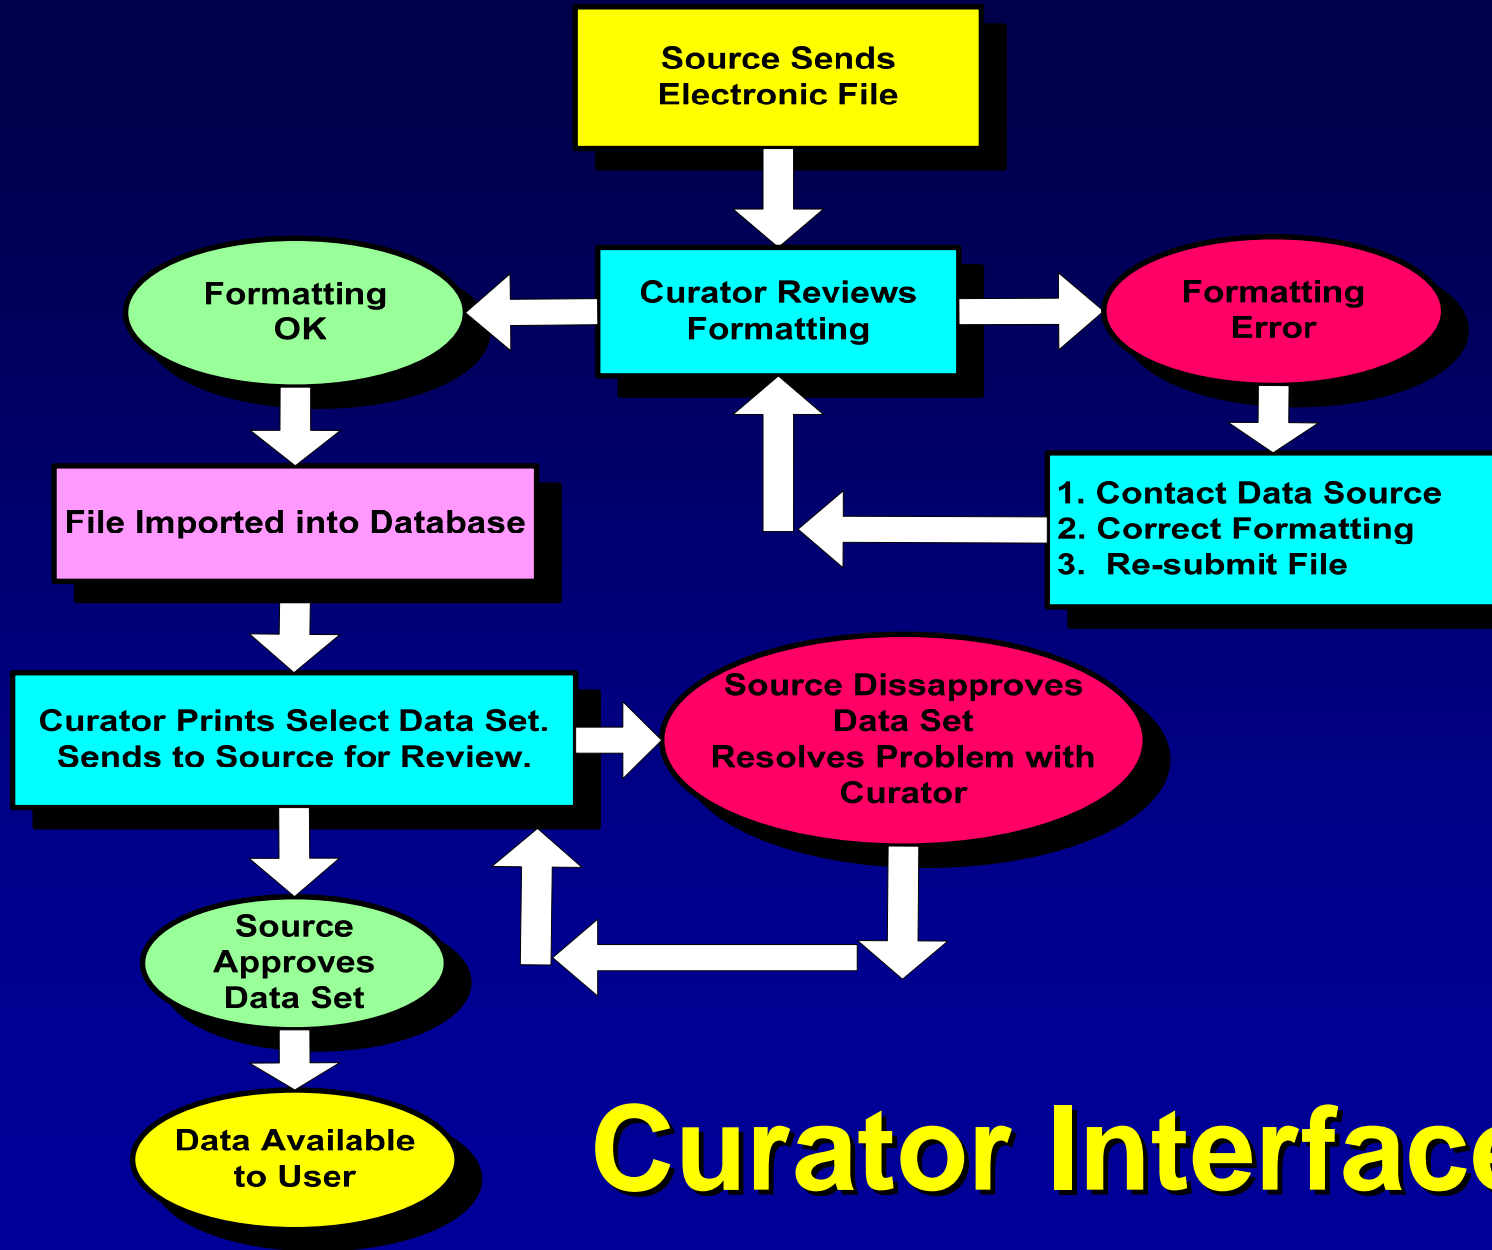 Source Sends
Electronic File
Formatting
OK
Curator Reviews
Formatting
Formatting
Error
File Imported into Database
1. Contact Data Source
2. Correct Formatting
3. Re-submit File
Curator Prints Select Data Set.
Sends to Source for Review.
Source Dissapproves
Data Set
Resolves Problem with
Curator
Source
Approves
Data Set
Data Available
to User
Curator Interface